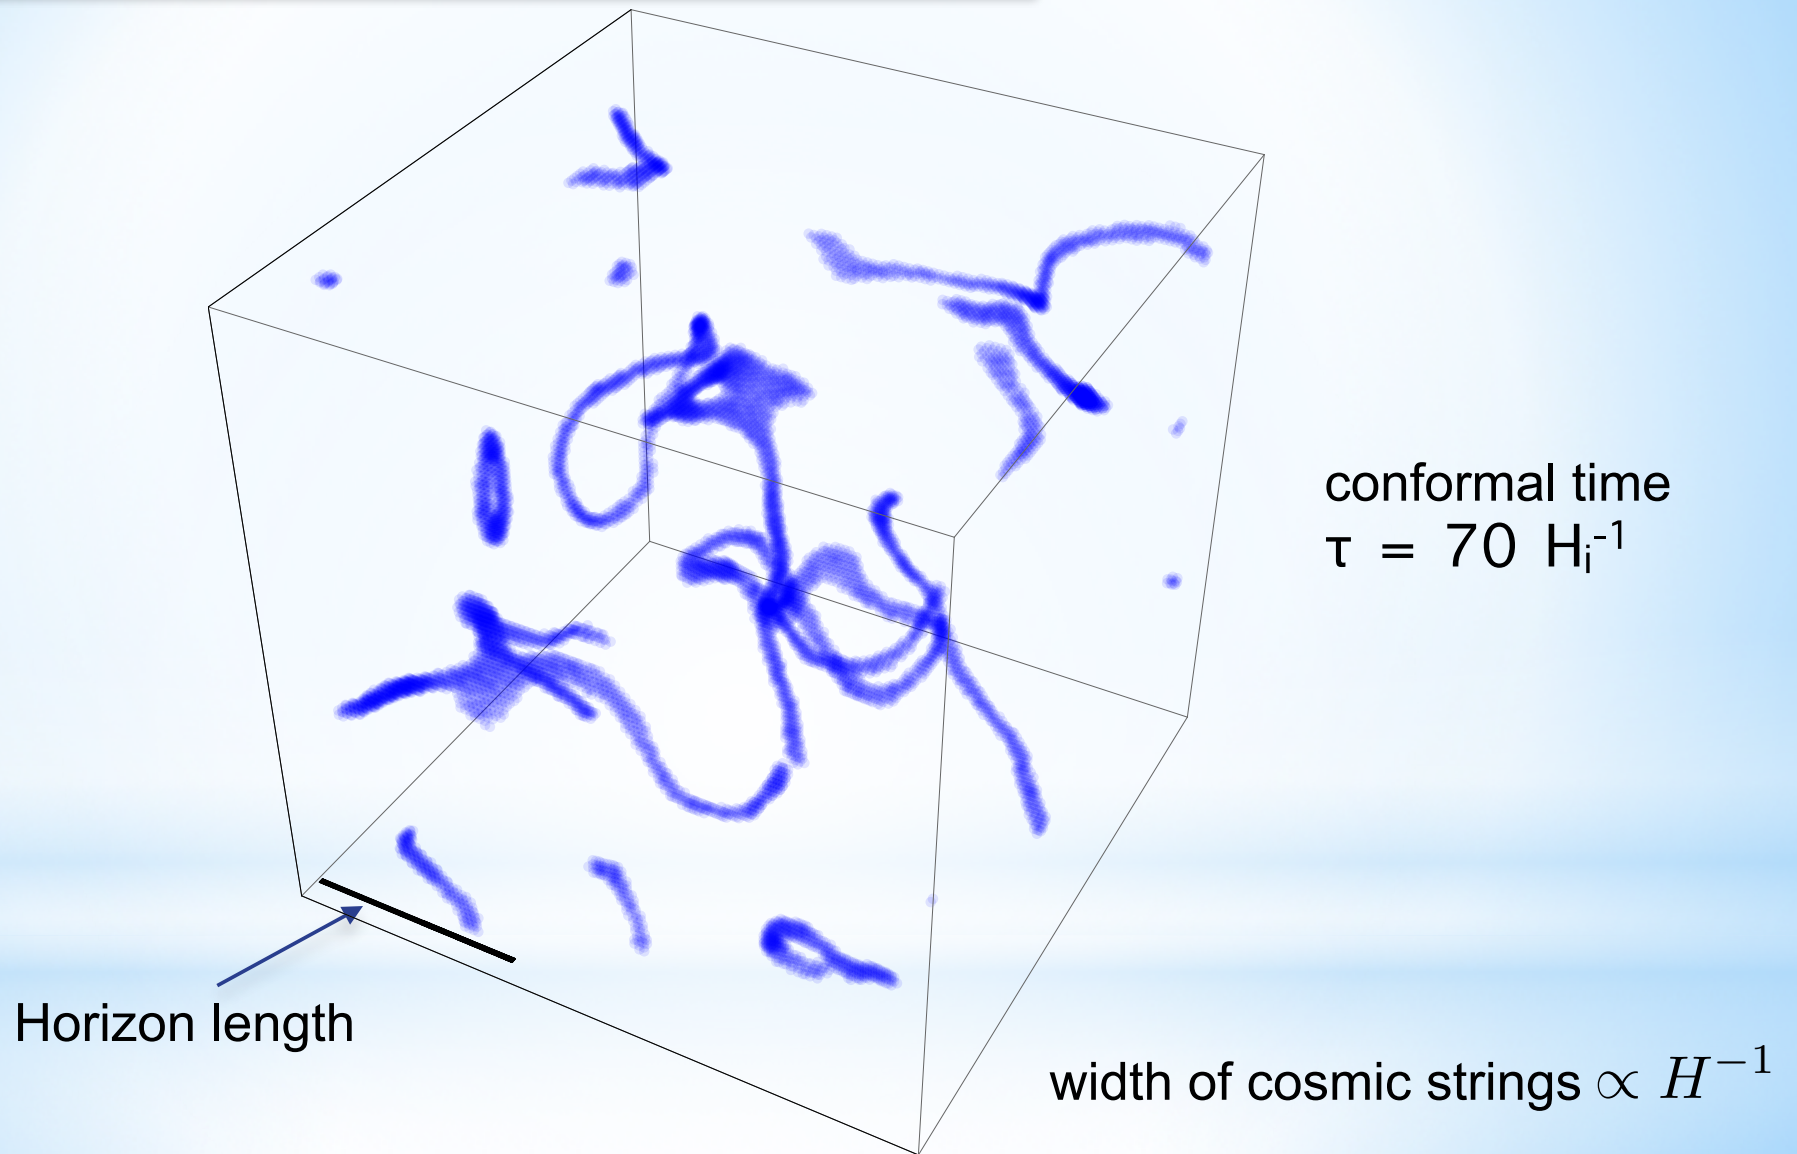 conformal time
τ = 70 Hᵢ⁻¹
Horizon length
width of cosmic strings ∝ H⁻¹